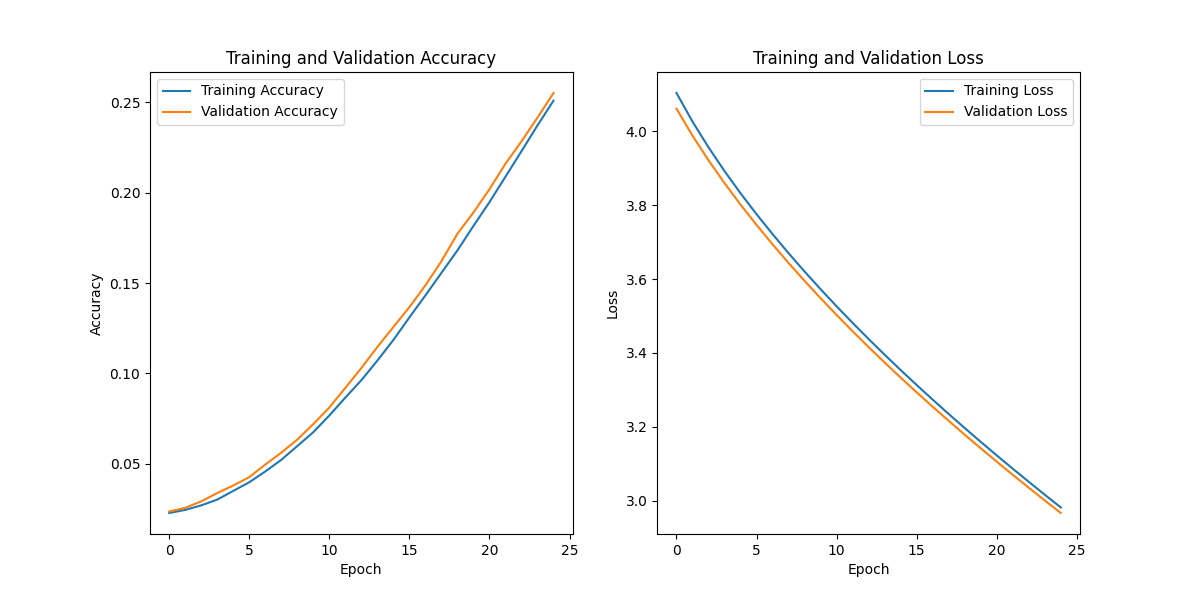 Training and Validation Accuracy
Training Accuracy
Validation Accuracy
0.25
0.20
0.15
0.10
0.05
Accuracy
0 5 10 15 20 25
Epoch
Training and Validation Loss
Training Loss
Validation Loss
4.0
3.8
3.6
3.4
3.2
3.0
Loss
0 5 10 15 20 25
Epoch